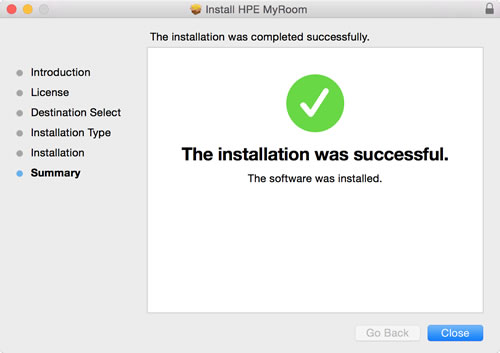 Install HPE MyRoom
The installation was completed successfully.
Introduction
License
Destination Select
Installation Type
Installation
Summary
The installation was successful.
The software was installed.
Go Back
Close